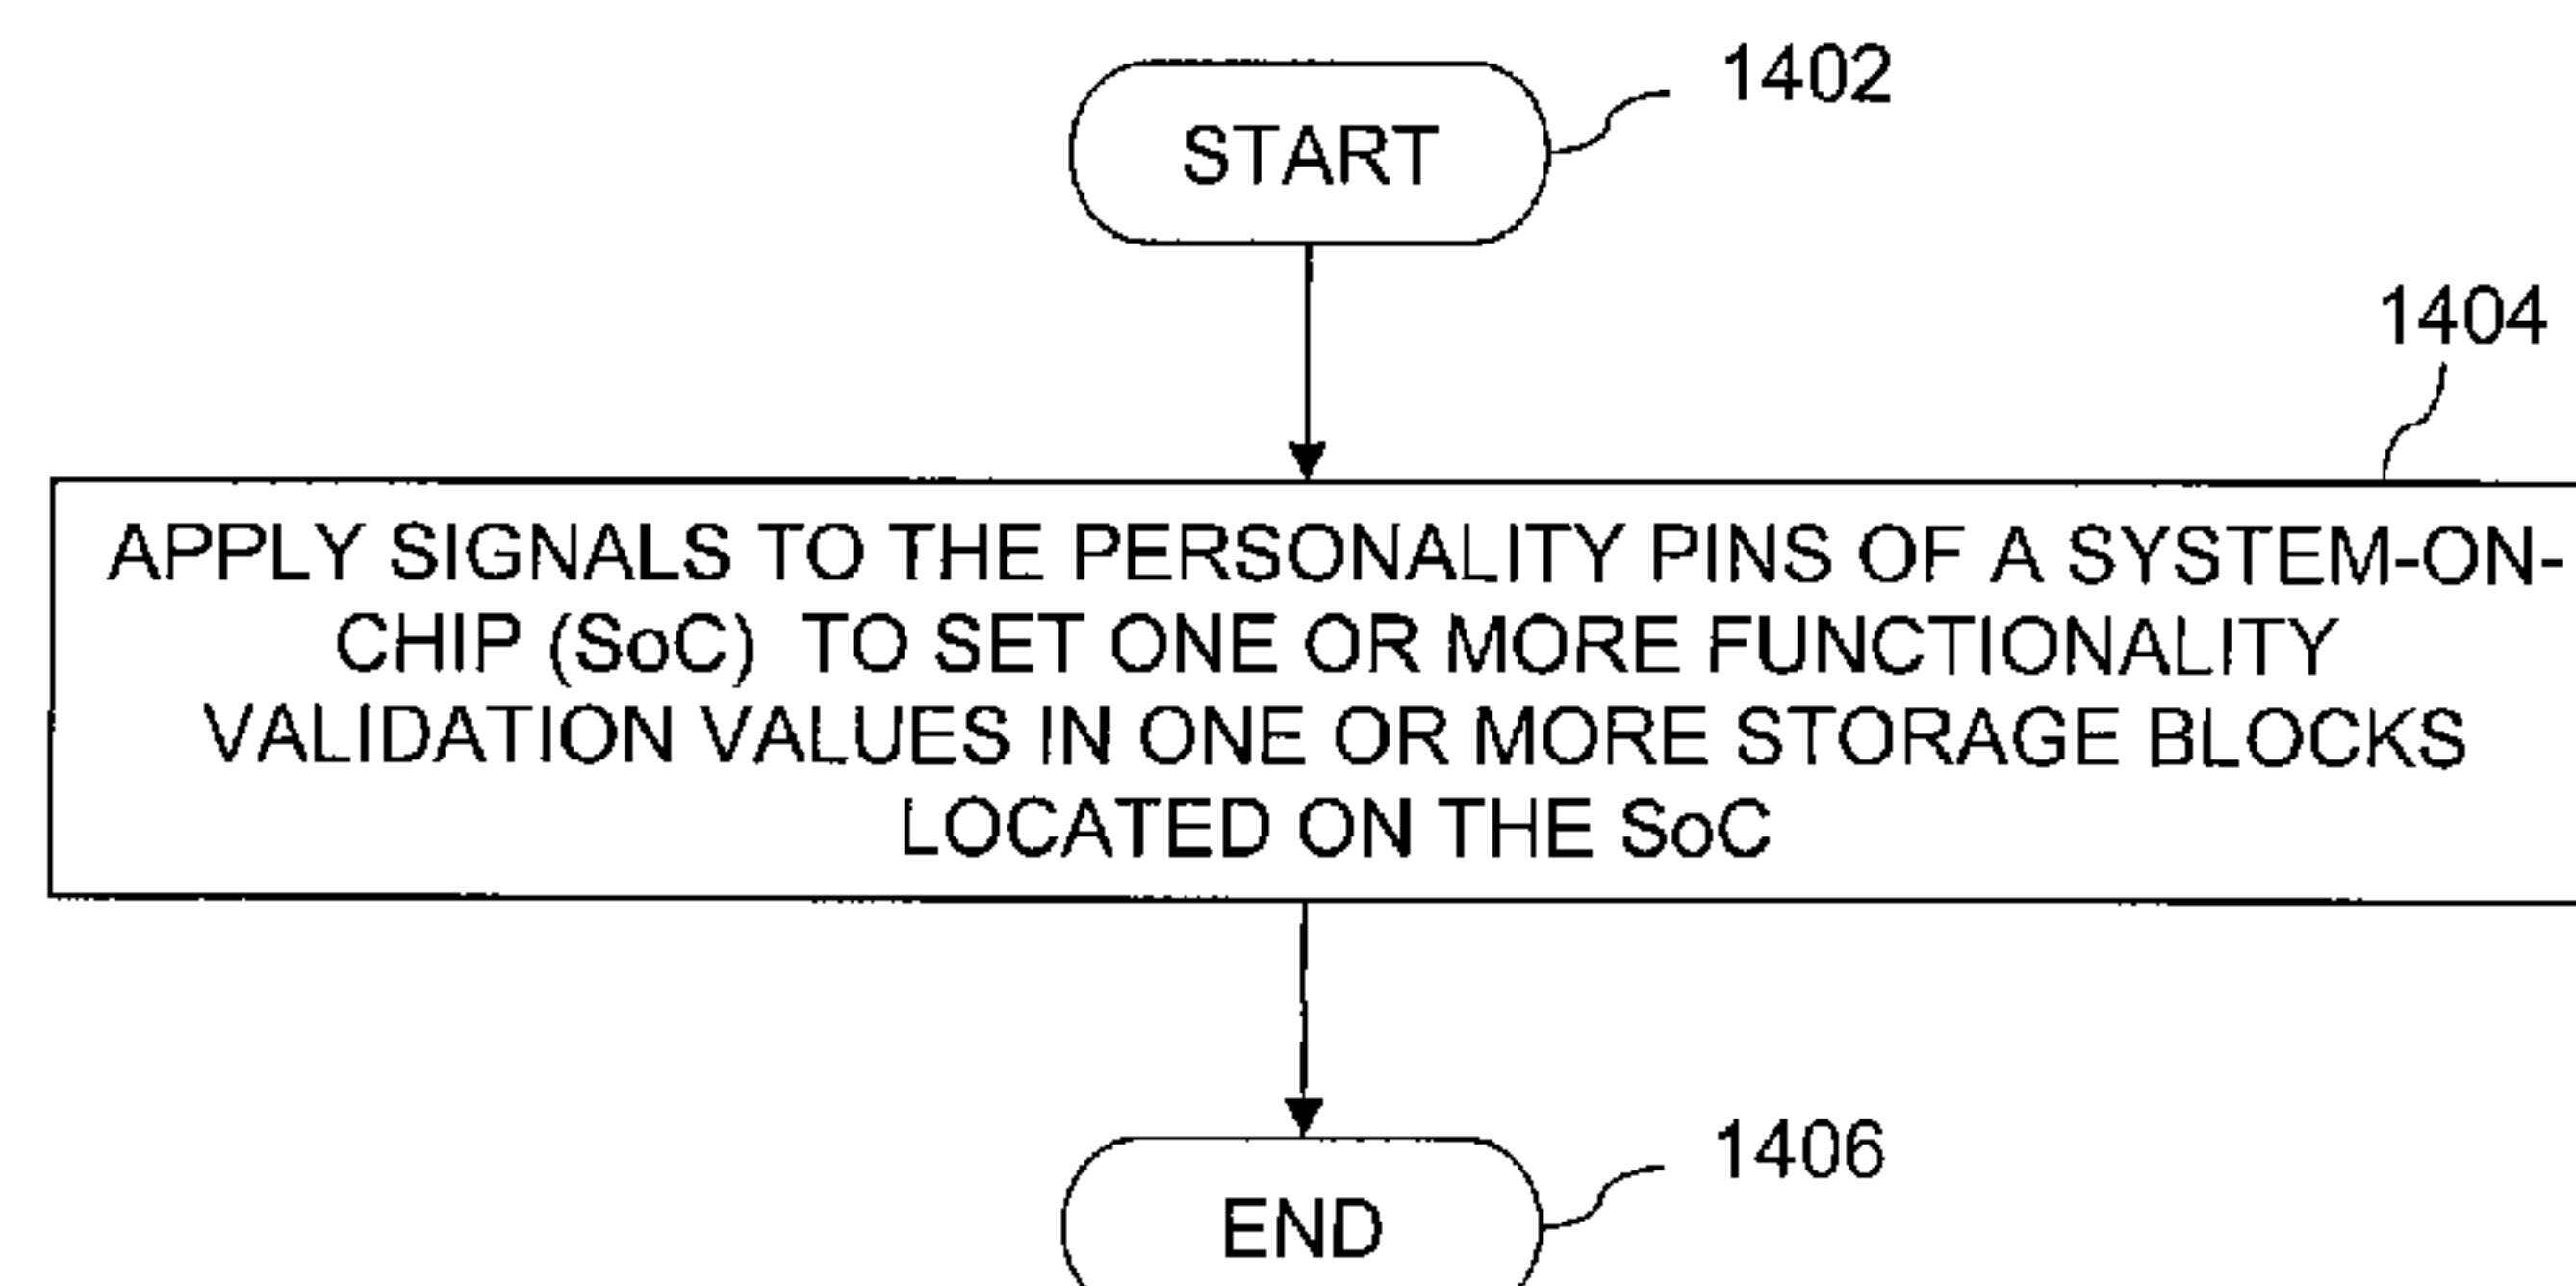 START
1402
1404
APPLY SIGNALS TO THE PERSONALITY PINS OF A SYSTEM-ON-
CHIP (SoC) TO SET ONE OR MORE FUNCTIONALITY
VALIDATION VALUES IN ONE OR MORE STORAGE BLOCKS
LOCATED ON THE SoC
1406
END